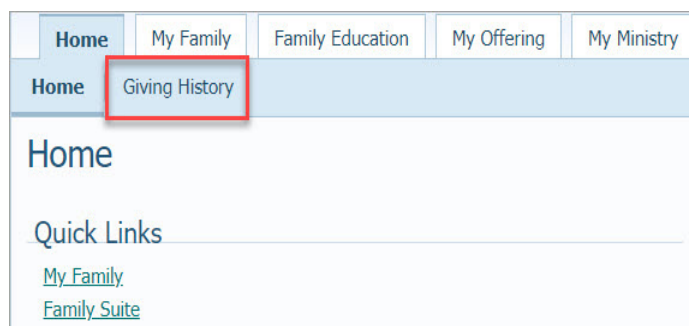 Home My Family Family Education My Offering My Ministry
Home Giving History
Home
Quick Links
My Family
Family Suite